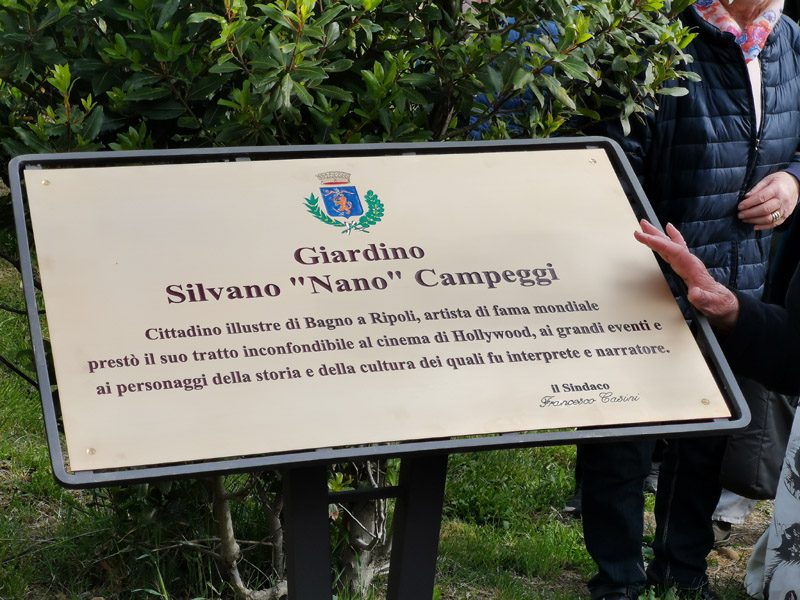 Giardino
Silvano "Nano" Campeggi
Cittadino illustre di Bagno a Ripoli, artista di fama mondiale
prestò il suo tratto inconfondibile al cinema di Hollywood, ai grandi eventi e
ai personaggi della storia e della cultura dei quali fu interprete e narratore.
il Sindaco
Francesco Casini